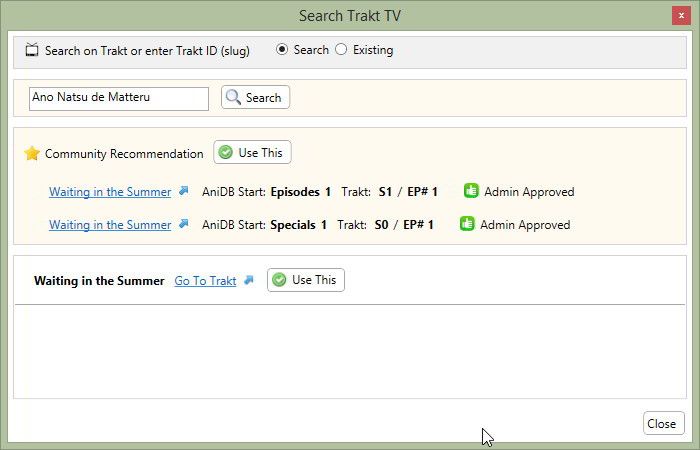 Search Trakt TV
x
Search on Trakt or enter Trakt ID (slug) Search Existing
Ano Natsu de Matteru Search
Community Recommendation Use This
Waiting in the Summer AniDB Start: Episodes 1 Trakt: S1 / EP# 1 Admin Approved
Waiting in the Summer AniDB Start: Specials 1 Trakt: S0 / EP# 1 Admin Approved
Waiting in the Summer Go To Trakt Use This
Close